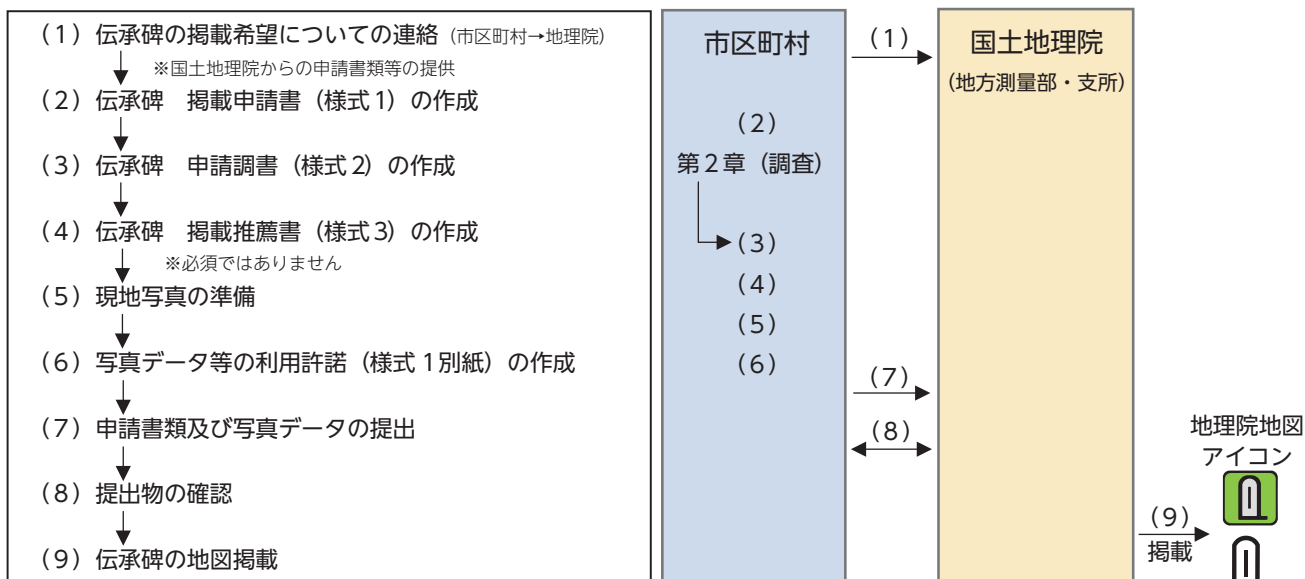 (1)伝承碑の掲載希望についての連絡(市区町村→地理院)
※国土地理院からの申請書類等の提供
(2)伝承碑 掲載申請書(様式1)の作成
(3)伝承碑 申請調書(様式2)の作成
(4)伝承碑 掲載推薦書(様式3)の作成
※必須ではありません
(5)現地写真の準備
(6)写真データ等の利用許諾(様式1別紙)の作成
(7)申請書類及び写真データの提出
(8)提出物の確認
(9)伝承碑の地図掲載
市区町村
(2)
第2章(調査)
(3)
(4)
(5)
(6)
(1)
(7)
(8)
国土地理院
(地方測量部・支所)
(9)
掲載
地理院地図
アイコン